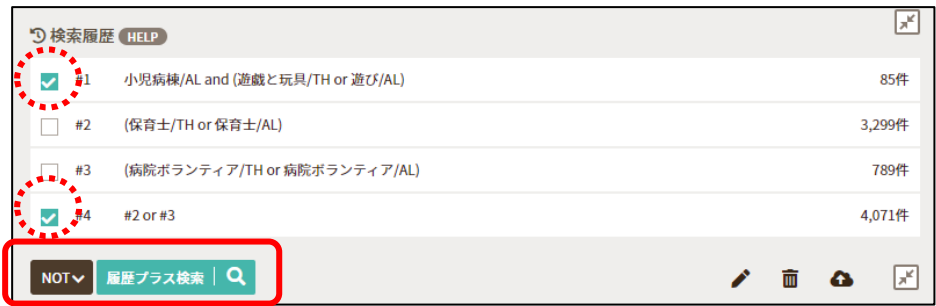 検索履歴 HELP
#1 小児病棟/AL and (遊戯と玩具/TH or 遊び/AL) 85件
#2 (保育士/TH or 保育士/AL) 3,299件
#3 (病院ボランティア/TH or 病院ボランティア/AL) 789件
#4 #2 or #3 4,071件
NOT 履歴プラス検索